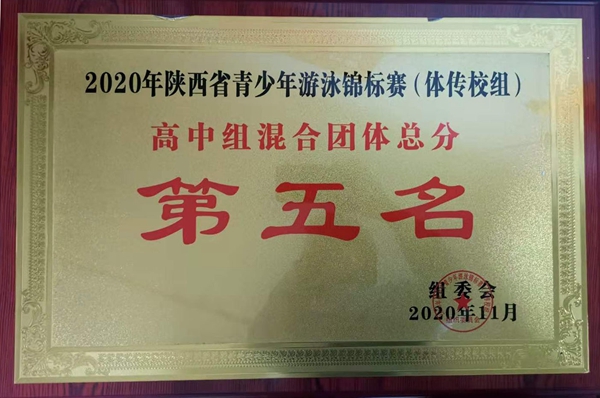 2020年陕西省青少年游泳锦标赛（体传校组）
高中组混合团体总分
第五名
组委会
2020年11月